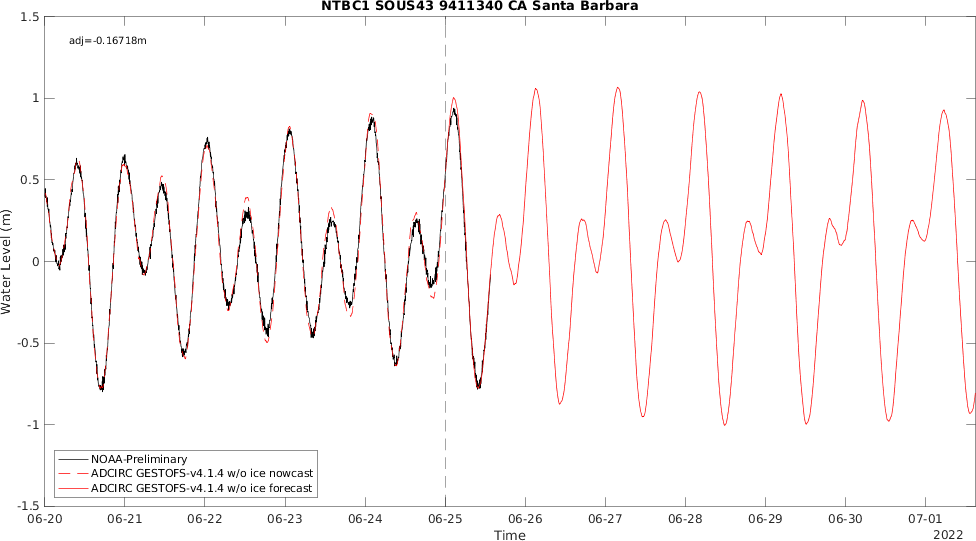 NTBC1 SOUS43 9411340 CA Santa Barbara
adj=-0.16718m
1.5
1
0.5
0
-0.5
-1
-1.5
Water Level (m)
NOAA-Preliminary
ADCIRC GESTOFS-v4.1.4 w/o ice nowcast
ADCIRC GESTOFS-v4.1.4 w/o ice forecast
06-20 06-21 06-22 06-23 06-24 06-25 06-26 06-27 06-28 06-29 06-30 07-01
Time
2022